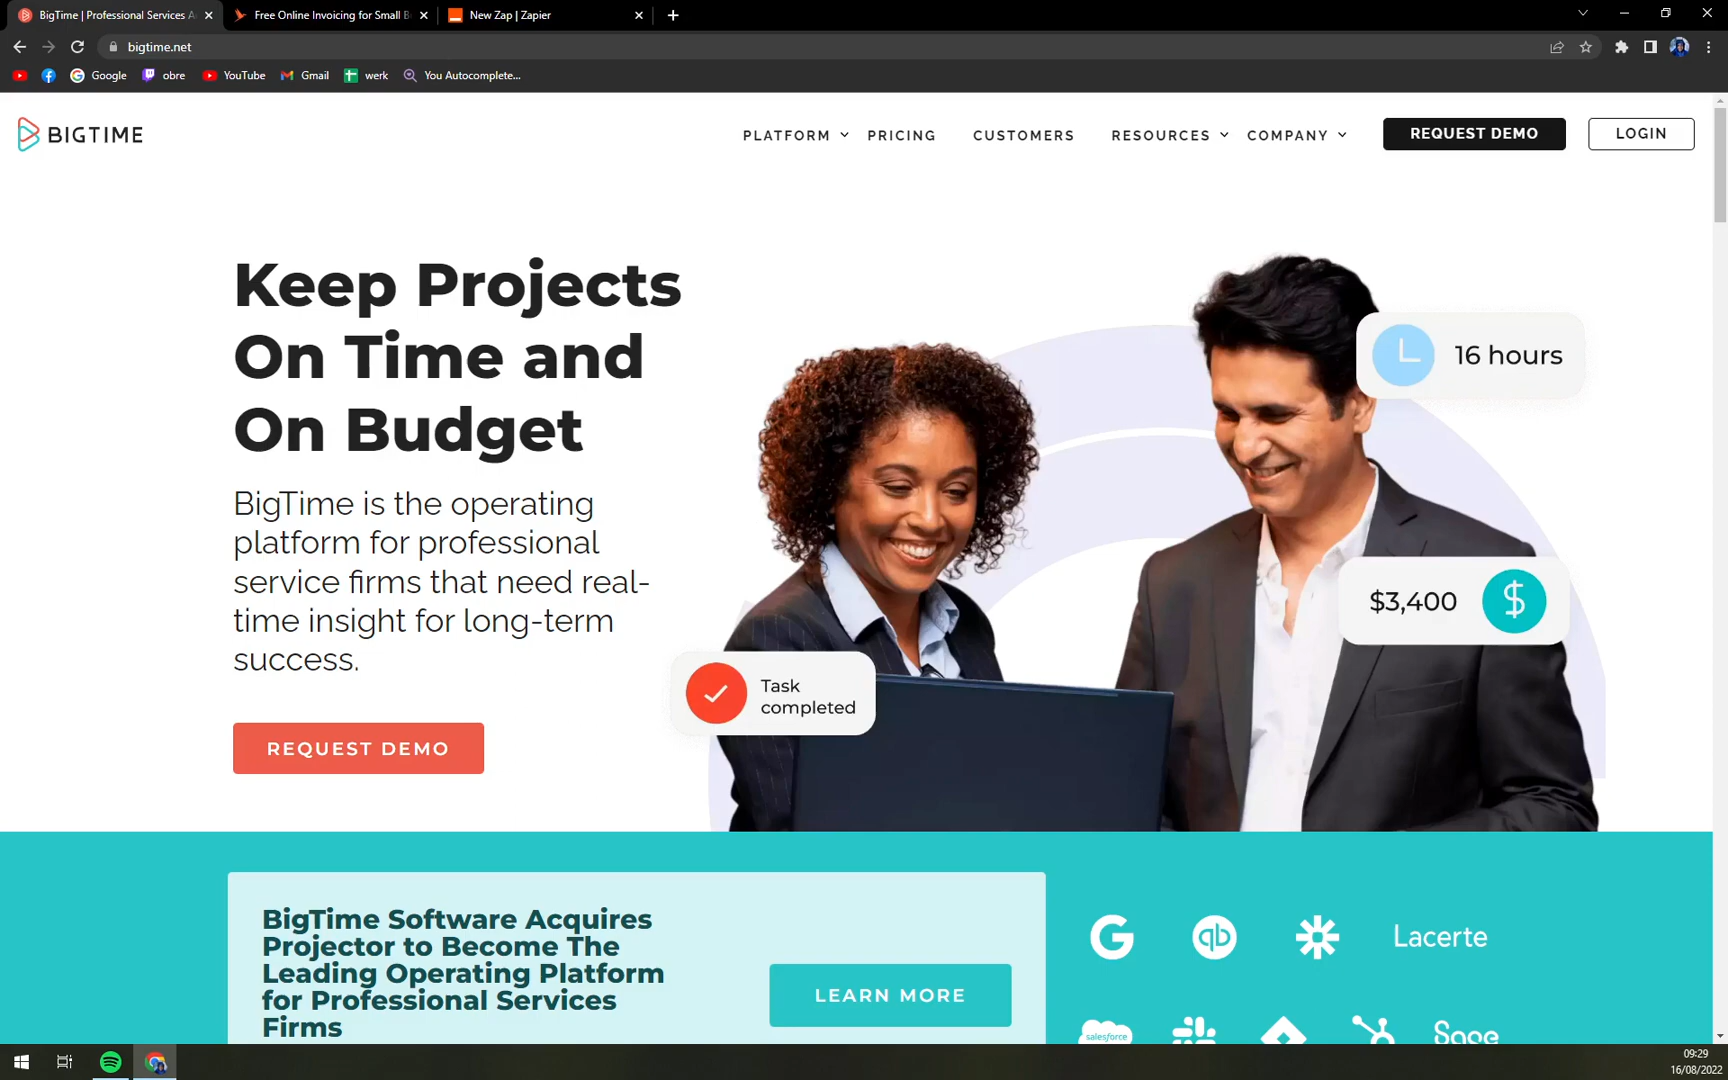 BigTime | Professional Services A
Free Online Invoicing for Small B
New Zap | Zapier
bigtime.net
Google
obre
YouTube
Gmail
werk
You Autocomplete...
BIGTIME
PLATFORM
PRICING
CUSTOMERS
RESOURCES
COMPANY
REQUEST DEMO
LOGIN
Keep Projects
On Time and
On Budget
BigTime is the operating
platform for professional
service firms that need real-
time insight for long-term
success.
REQUEST DEMO
16 hours
$3,400
Task
completed
BigTime Software Acquires
Projector to Become The
Leading Operating Platform
for Professional Services
Firms
LEARN MORE
G
qb
Lacerte
salesforce
Sage
09:29
16/08/2022